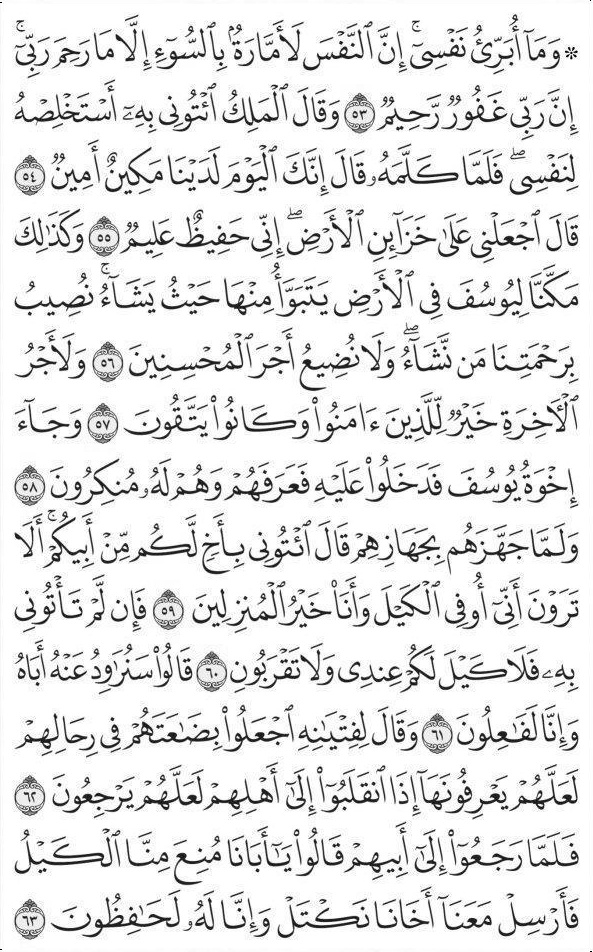 ۞ وَمَآ أُبَرِّئُ نَفْسِىٓۚ إِنَّ ٱلنَّفْسَ لَأَمَّارَةُۢ بِٱلسُّوٓءِ إِلَّا مَا رَحِمَ رَبِّىٓۚ
إِنَّ رَبِّى غَفُورٌ رَّحِيمٌ ٥٣ وَقَالَ ٱلْمَلِكُ ٱئْتُونِى بِهِۦٓ أَسْتَخْلِصْهُ
لِنَفْسِىۖ فَلَمَّا كَلَّمَهُۥ قَالَ إِنَّكَ ٱلْيَوْمَ لَدَيْنَا مَكِينٌ أَمِينٌ ٥٤
قَالَ ٱجْعَلْنِى عَلَىٰ خَزَآئِنِ ٱلْأَرْضِۖ إِنِّى حَفِيظٌ عَلِيمٌ ٥٥ وَكَذَٰلِكَ
مَكَّنَّا لِيُوسُفَ فِى ٱلْأَرْضِ يَتَبَوَّأُ مِنْهَا حَيْثُ يَشَآءُۚ نُصِيبُ
بِرَحْمَتِنَا مَن نَّشَآءُۖ وَلَا نُضِيعُ أَجْرَ ٱلْمُحْسِنِينَ ٥٦ وَلَأَجْرُ
ٱلْأَخِرَةِ خَيْرٌ لِّلَّذِينَ ءَامَنُوا۟ وَكَانُوا۟ يَتَّقُونَ ٥٧ وَجَآءَ
إِخْوَةُ يُوسُفَ فَدَخَلُوا۟ عَلَيْهِ فَعَرَفَهُمْ وَهُمْ لَهُۥ مُنكِرُونَ ٥٨
وَلَمَّا جَهَّزَهُم بِجَهَازِهِمْ قَالَ ٱئْتُونِى بِأَخٍ لَّكُم مِّنْ أَبِيكُمْۚ أَلَا
تَرَوْنَ أَنِّىٓ أُوفِى ٱلْكَيْلَ وَأَنَا۠ خَيْرُ ٱلْمُنزِلِينَ ٥٩ فَإِن لَّمْ تَأْتُونِى
بِهِۦ فَلَا كَيْلَ لَكُمْ عِندِى وَلَا تَقْرَبُونِ ٦٠ قَالُوا۟ سَنُرَٰوِدُ عَنْهُ أَبَاهُ
وَإِنَّا لَفَٰعِلُونَ ٦١ وَقَالَ لِفِتْيَٰنِهِ ٱجْعَلُوا۟ بِضَٰعَتَهُمْ فِى رِحَالِهِمْ
لَعَلَّهُمْ يَعْرِفُونَهَآ إِذَا ٱنقَلَبُوٓا۟ إِلَىٰٓ أَهْلِهِمْ لَعَلَّهُمْ يَرْجِعُونَ ٦٢
فَلَمَّا رَجَعُوٓا۟ إِلَىٰٓ أَبِيهِمْ قَالُوا۟ يَٰٓأَبَانَا مُنِعَ مِنَّا ٱلْكَيْلُ
فَأَرْسِلْ مَعَنَآ أَخَانَا نَكْتَلْ وَإِنَّا لَهُۥ لَحَٰفِظُونَ ٦٣